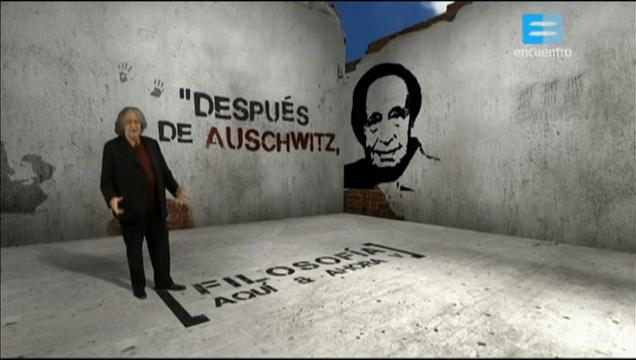 encuentro
"DESPUÉS
DE AUSCHWITZ,
[FILOSOFÍA
AQUÍ & AHORA]